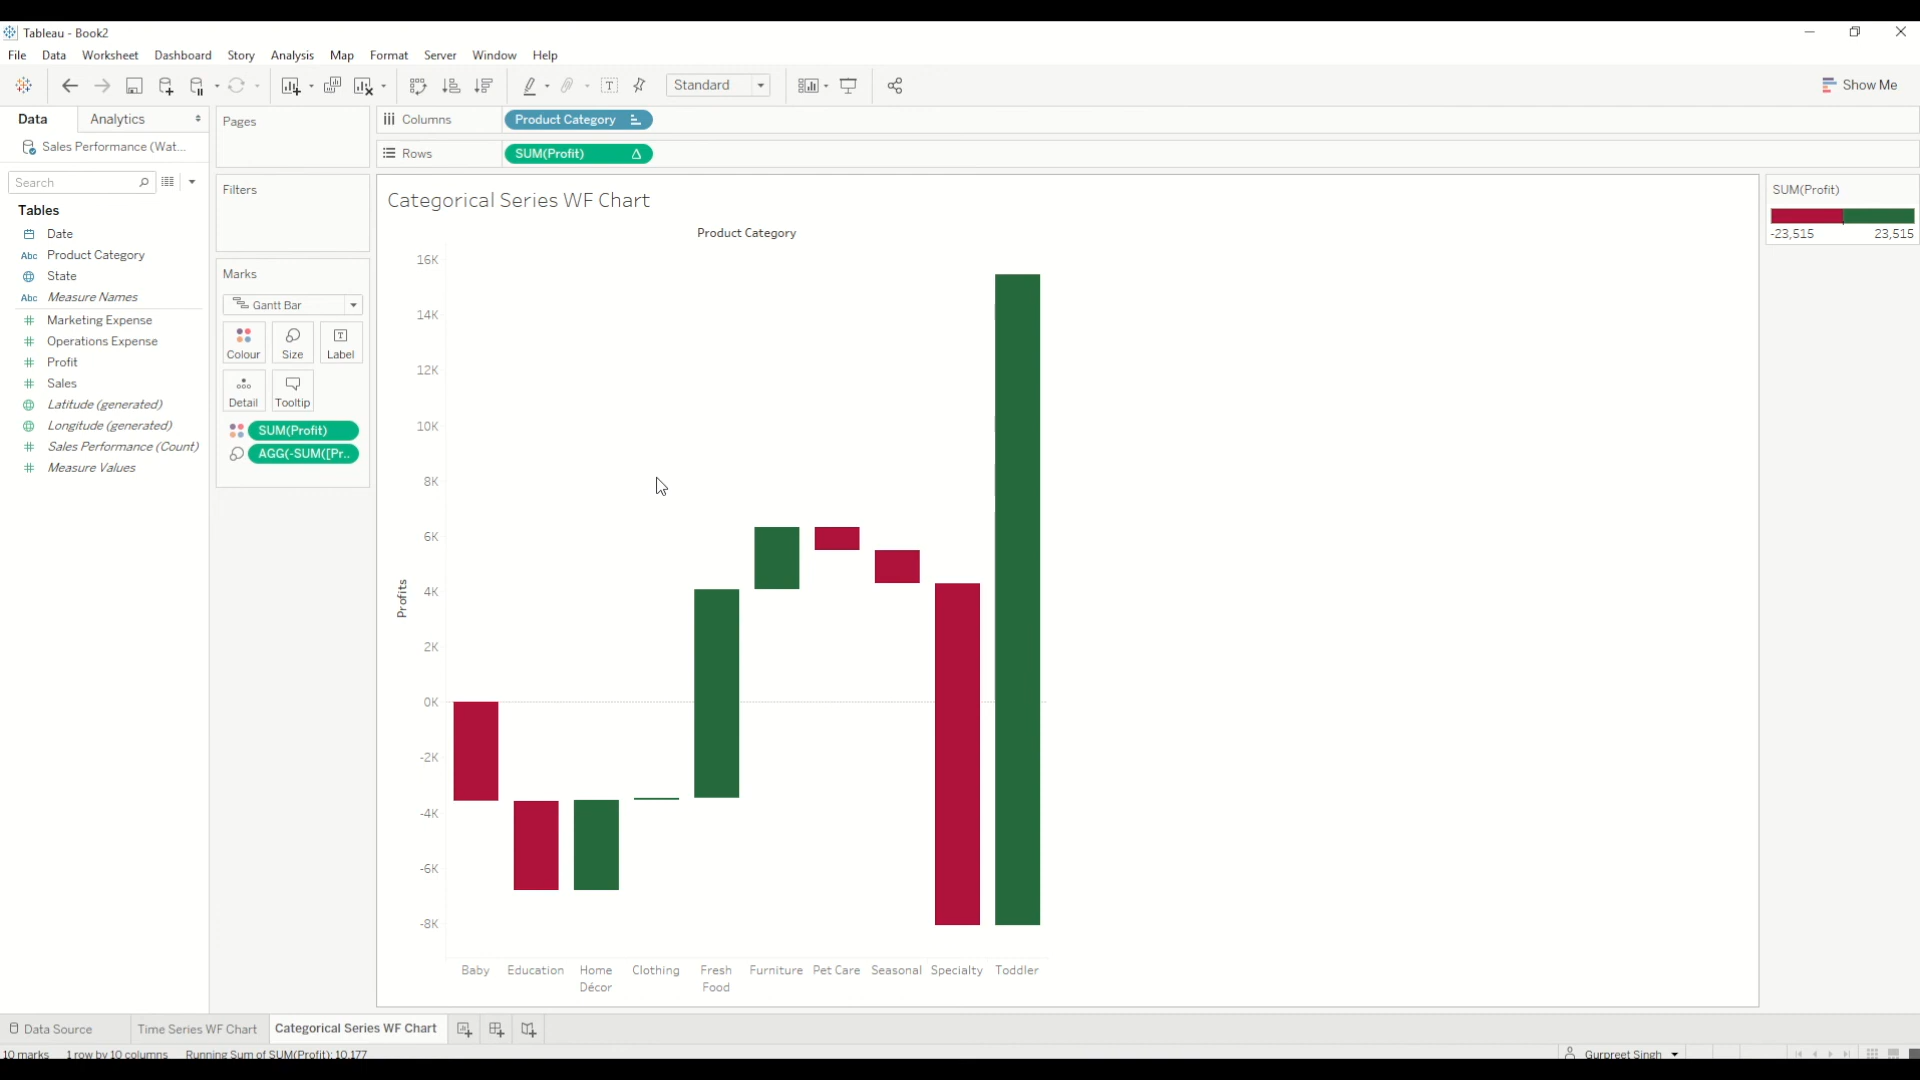 Tableau - Book2
File Data Worksheet Dashboard Story Analysis Map Format Server Window Help
Standard
Show Me
Data Analytics
Sales Performance (Wat...
Search
Tables
Date
Abc Product Category
State
Abc Measure Names
# Marketing Expense
# Operations Expense
# Profit
# Sales
Latitude (generated)
Longitude (generated)
# Sales Performance (Count)
# Measure Values
Pages
Filters
Marks
Gantt Bar
Colour Size Label
Detail Tooltip
SUM(Profit)
AGG(-SUM([Pr..
Columns Product Category
Rows SUM(Profit) Δ
Categorical Series WF Chart
Product Category
16K
14K
12K
10K
8K
6K
4K
2K
0K
-2K
-4K
-6K
-8K
Profits
Baby Education Home Décor Clothing Fresh Food Furniture Pet Care Seasonal Specialty Toddler
SUM(Profit)
-23,515 23,515
Data Source Time Series WF Chart Categorical Series WF Chart
10 marks 1 row by 10 columns Running Sum of SUM(Profit): 10,177
Gurpreet Singh